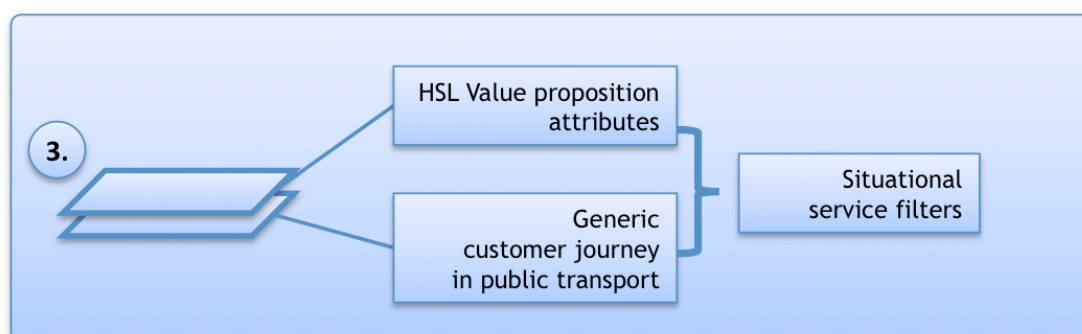 3.
HSL Value proposition
attributes
Generic
customer journey
in public transport
Situational
service filters